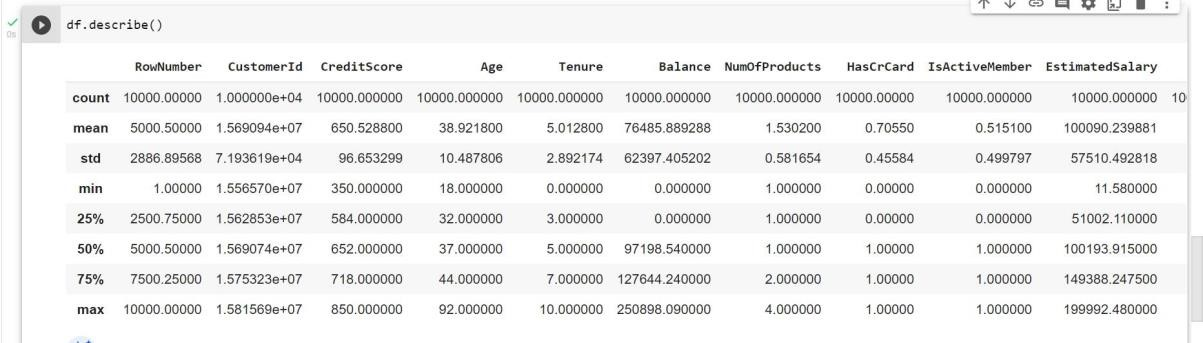 0s
df.describe()
RowNumber CustomerId CreditScore Age Tenure Balance NumOfProducts HasCrCard IsActiveMember EstimatedSalary
count 10000.00000 1.000000e+04 10000.000000 10000.000000 10000.000000 10000.000000 10000.000000 10000.00000 10000.000000 10000.000000 10
mean 5000.50000 1.569094e+07 650.528800 38.921800 5.012800 76485.889288 1.530200 0.70550 0.515100 100090.239881
std 2886.89568 7.193619e+04 96.653299 10.487806 2.892174 62397.405202 0.581654 0.45584 0.499797 57510.492818
min 1.00000 1.556570e+07 350.000000 18.000000 0.000000 0.000000 1.000000 0.00000 0.000000 11.580000
25% 2500.75000 1.562853e+07 584.000000 32.000000 3.000000 0.000000 1.000000 0.00000 0.000000 51002.110000
50% 5000.50000 1.569074e+07 652.000000 37.000000 5.000000 97198.540000 1.000000 1.00000 1.000000 100193.915000
75% 7500.25000 1.575323e+07 718.000000 44.000000 7.000000 127644.240000 2.000000 1.00000 1.000000 149388.247500
max 10000.00000 1.581569e+07 850.000000 92.000000 10.000000 250898.090000 4.000000 1.00000 1.000000 199992.480000